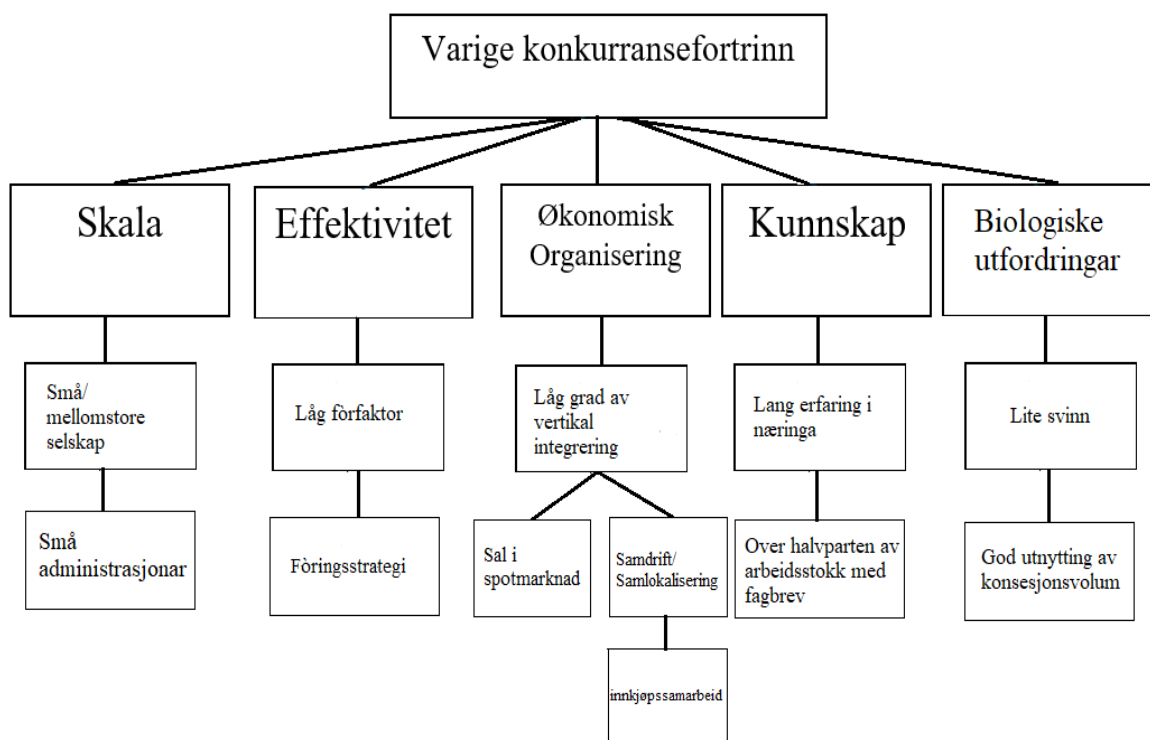 Varige konkurransefortrinn
Skala
Effektivitet
Økonomisk
Organisering
Kunnskap
Biologiske
utfordringar
Små/
mellomstore
selskap
Låg fòrfaktor
Låg grad av
vertikal
integrering
Lang erfaring i
næringa
Lite svinn
Små
administrasjonar
Fòringsstrategi
Sal i
spotmarknad
Samdrift/
Samlokalisering
Over halvparten av
arbeidsstokk med
fagbrev
God utnytting av
konsesjonsvolum
innkjøpssamarbeid